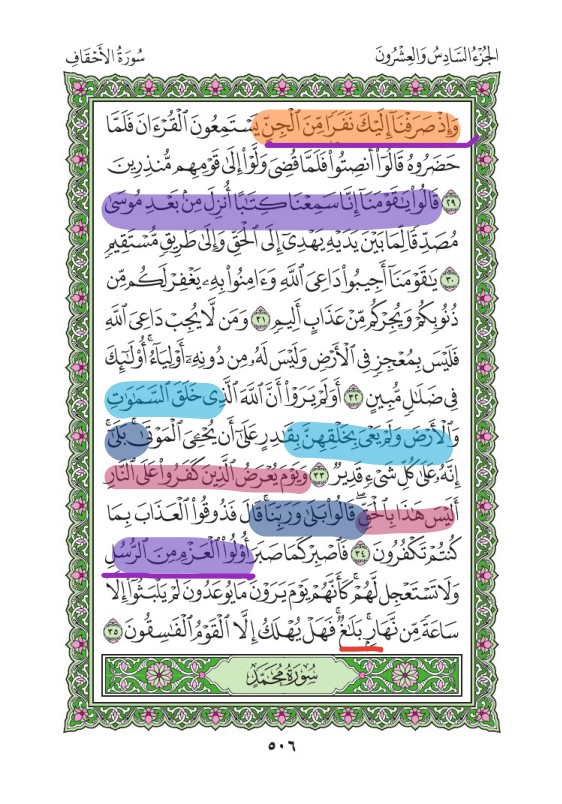 الجُزْءُ السَّادِسُ وَالعِشْرُونَ
سُورَةُ الأَحْقَافِ
وَإِذْ صَرَفْنَآ إِلَيْكَ نَفَرًا مِّنَ ٱلْجِنِّ يَسْتَمِعُونَ ٱلْقُرْءَانَ فَلَمَّا
حَضَرُوهُ قَالُوٓا۟ أَنصِتُوا۟ فَلَمَّا قُضِىَ وَلَّوْا۟ إِلَىٰ قَوْمِهِم مُّنذِرِينَ
٢٩ قَالُوا۟ يَٰقَوْمَنَآ إِنَّا سَمِعْنَا كِتَٰبًا أُنزِلَ مِنۢ بَعْدِ مُوسَىٰ
مُصَدِّقًا لِّمَا بَيْنَ يَدَيْهِ يَهْدِىٓ إِلَى ٱلْحَقِّ وَإِلَىٰ طَرِيقٍ مُّسْتَقِيمٍ
٣٠ يَٰقَوْمَنَآ أَجِيبُوا۟ دَاعِىَ ٱللَّهِ وَءَامِنُوا۟ بِهِۦ يَغْفِرْ لَكُم مِّن
ذُنُوبِكُمْ وَيُجِرْكُم مِّنْ عَذَابٍ أَلِيمٍ ٣١ وَمَن لَّا يُجِبْ دَاعِىَ ٱللَّهِ
فَلَيْسَ بِمُعْجِزٍ فِى ٱلْأَرْضِ وَلَيْسَ لَهُۥ مِن دُونِهِۦٓ أَوْلِيَآءُ ۚ أُو۟لَٰٓئِكَ
فِى ضَلَٰلٍ مُّبِينٍ ٣٢ أَوَلَمْ يَرَوْا۟ أَنَّ ٱللَّهَ ٱلَّذِى خَلَقَ ٱلسَّمَٰوَٰتِ
وَٱلْأَرْضَ وَلَمْ يَعْىَ بِخَلْقِهِنَّ بِقَٰدِرٍ عَلَىٰٓ أَن يُحْۦِىَ ٱلْمَوْتَىٰ ۚ بَلَىٰٓ
إِنَّهُۥ عَلَىٰ كُلِّ شَىْءٍ قَدِيرٌ ٣٣ وَيَوْمَ يُعْرَضُ ٱلَّذِينَ كَفَرُوا۟ عَلَى ٱلنَّارِ
أَلَيْسَ هَٰذَا بِٱلْحَقِّ ۖ قَالُوا۟ بَلَىٰ وَرَبِّنَا ۚ قَالَ فَذُوقُوا۟ ٱلْعَذَابَ بِمَا
كُنتُمْ تَكْفُرُونَ ٣٤ فَٱصْبِرْ كَمَا صَبَرَ أُو۟لُوا۟ ٱلْعَزْمِ مِنَ ٱلرُّسُلِ
وَلَا تَسْتَعْجِل لَّهُمْ ۚ كَأَنَّهُمْ يَوْمَ يَرَوْنَ مَا يُوعَدُونَ لَمْ يَلْبَثُوٓا۟ إِلَّا
سَاعَةً مِّن نَّهَارٍۭ ۚ بَلَٰغٌ ۚ فَهَلْ يُهْلَكُ إِلَّا ٱلْقَوْمُ ٱلْفَٰسِقُونَ ٣٥
سُورَةُ مُحَمَّدٍ
٥٠٦